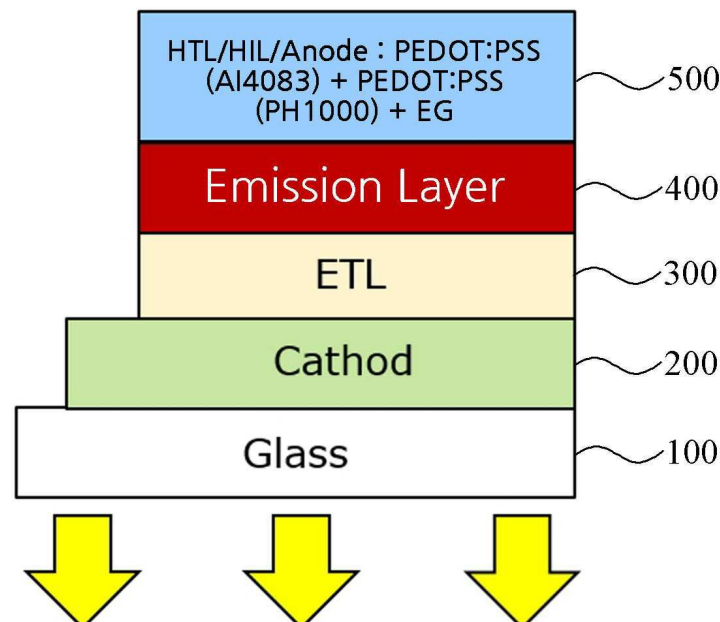 HTL/HIL/Anode : PEDOT:PSS
(AI4083) + PEDOT:PSS
(PH1000) + EG
500
Emission Layer
400
ETL
300
Cathod
200
Glass
100